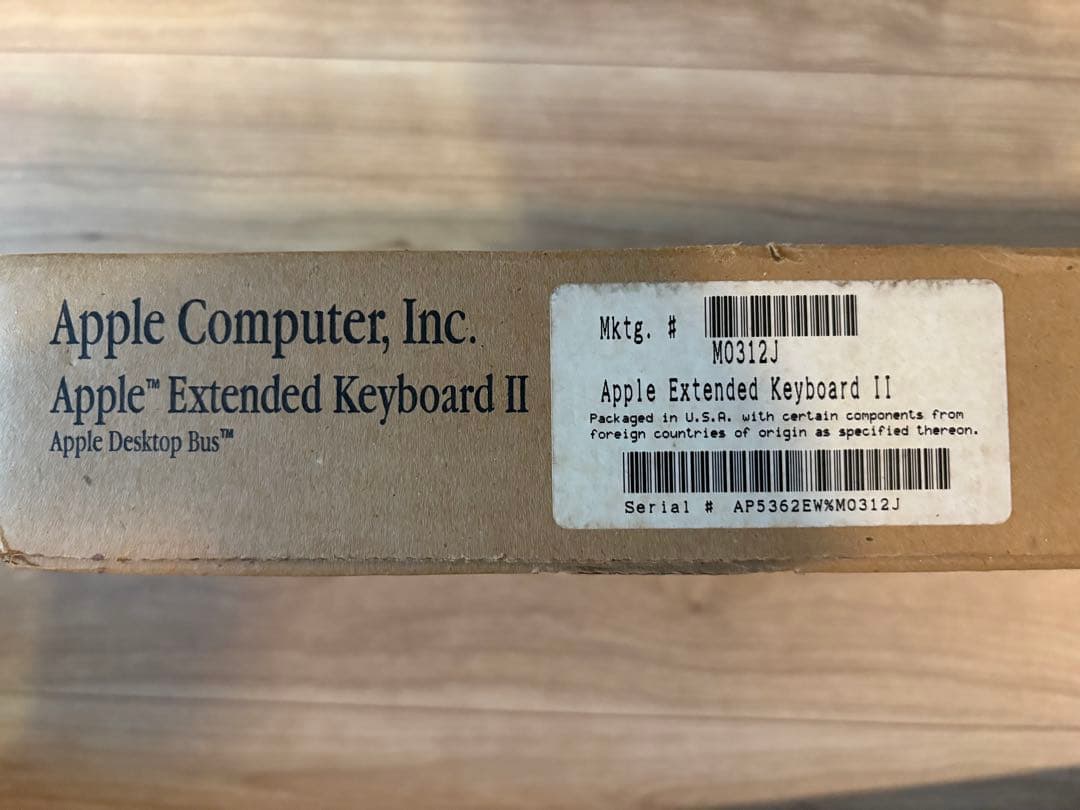 Apple Computer, Inc.
Apple™ Extended Keyboard II
Apple Desktop Bus™
Mktg. #
M0312J
Apple Extended Keyboard II
Packaged in U.S.A. with certain components from
foreign countries of origin as specified thereon.
Serial # AP5362EW%M0312J